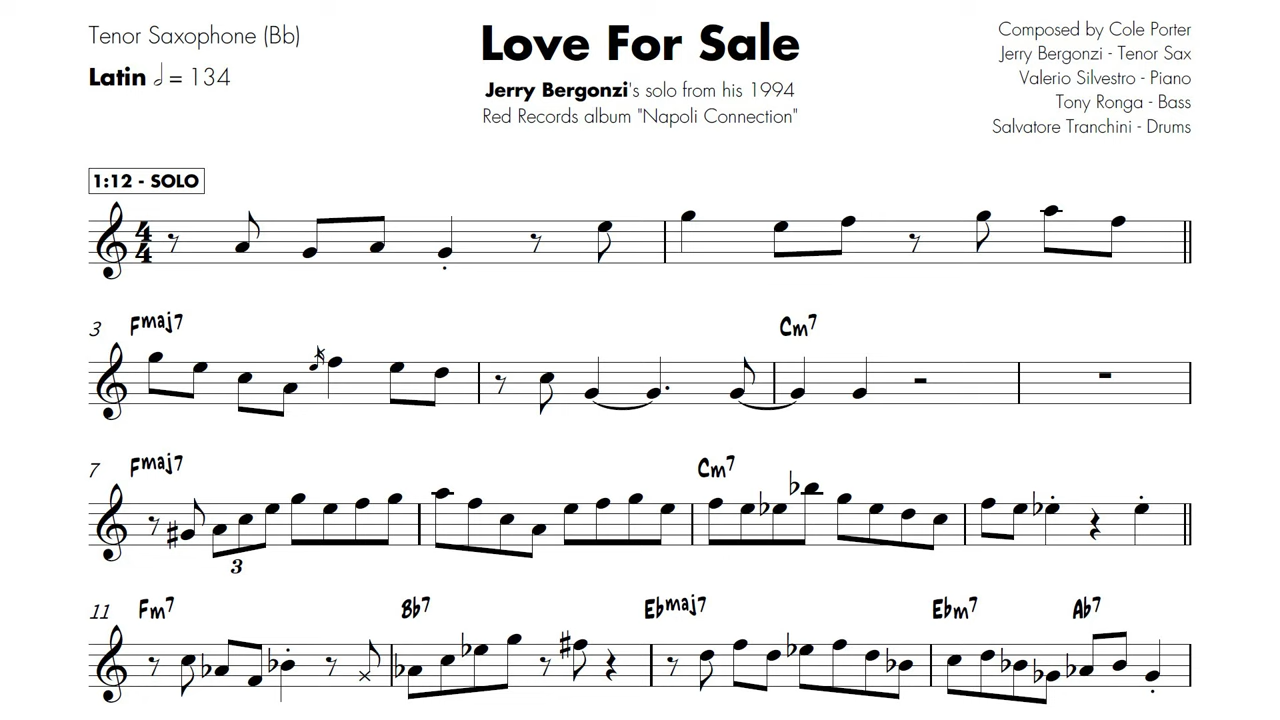 Tenor Saxophone (Bb)
Latin 𝅗𝅥 = 134
Love For Sale
Jerry Bergonzi's solo from his 1994
Red Records album "Napoli Connection"
Composed by Cole Porter
Jerry Bergonzi - Tenor Sax
Valerio Silvestro - Piano
Tony Ronga - Bass
Salvatore Tranchini - Drums
1:12 - SOLO
4
4
3 Fmaj7 Cm7
7 Fmaj7 Cm7
3
11 Fm7 Bb7 Ebmaj7 Ebm7 Ab7